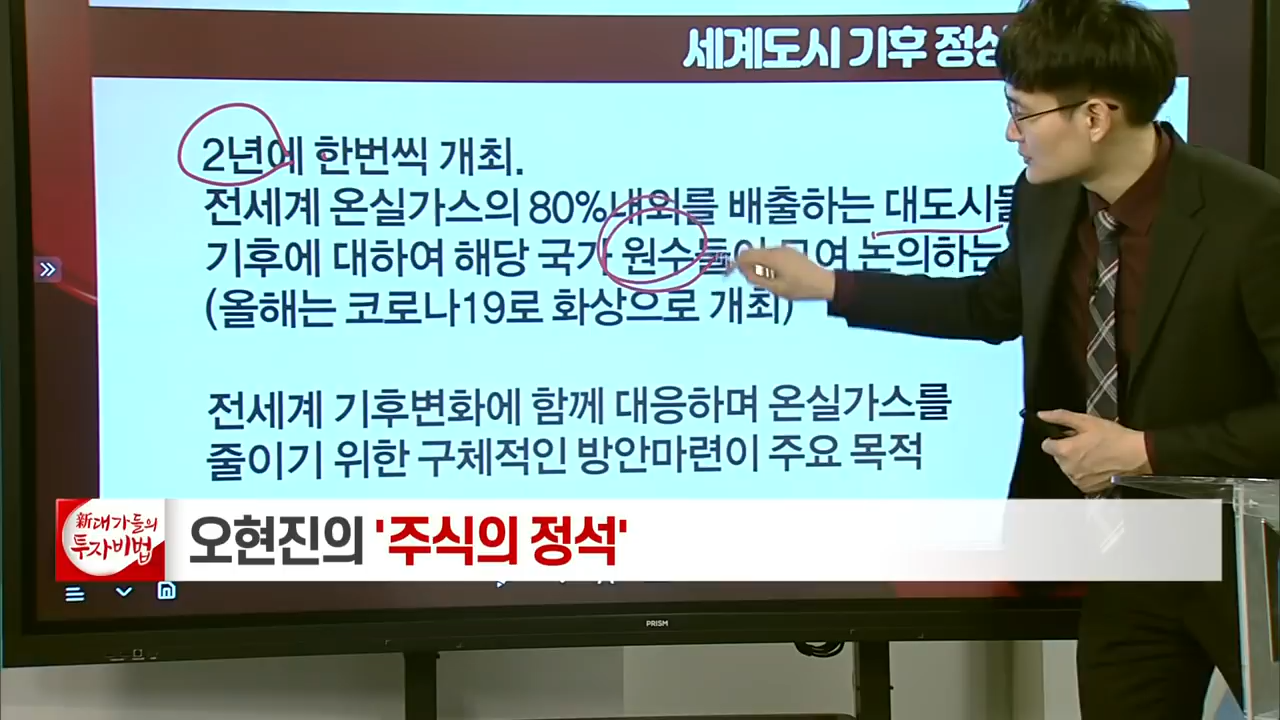 세계도시 기후 정상
2년에 한번씩 개최.
전세계 온실가스의 80%내외를 배출하는 대도시들
기후에 대하여 해당 국가 원수들이 모여 논의하는
(올해는 코로나19로 화상으로 개최)
전세계 기후변화에 함께 대응하며 온실가스를
줄이기 위한 구체적인 방안마련이 주요 목적
新대가들의
투자비법
오현진의 '주식의 정석'
PRISM